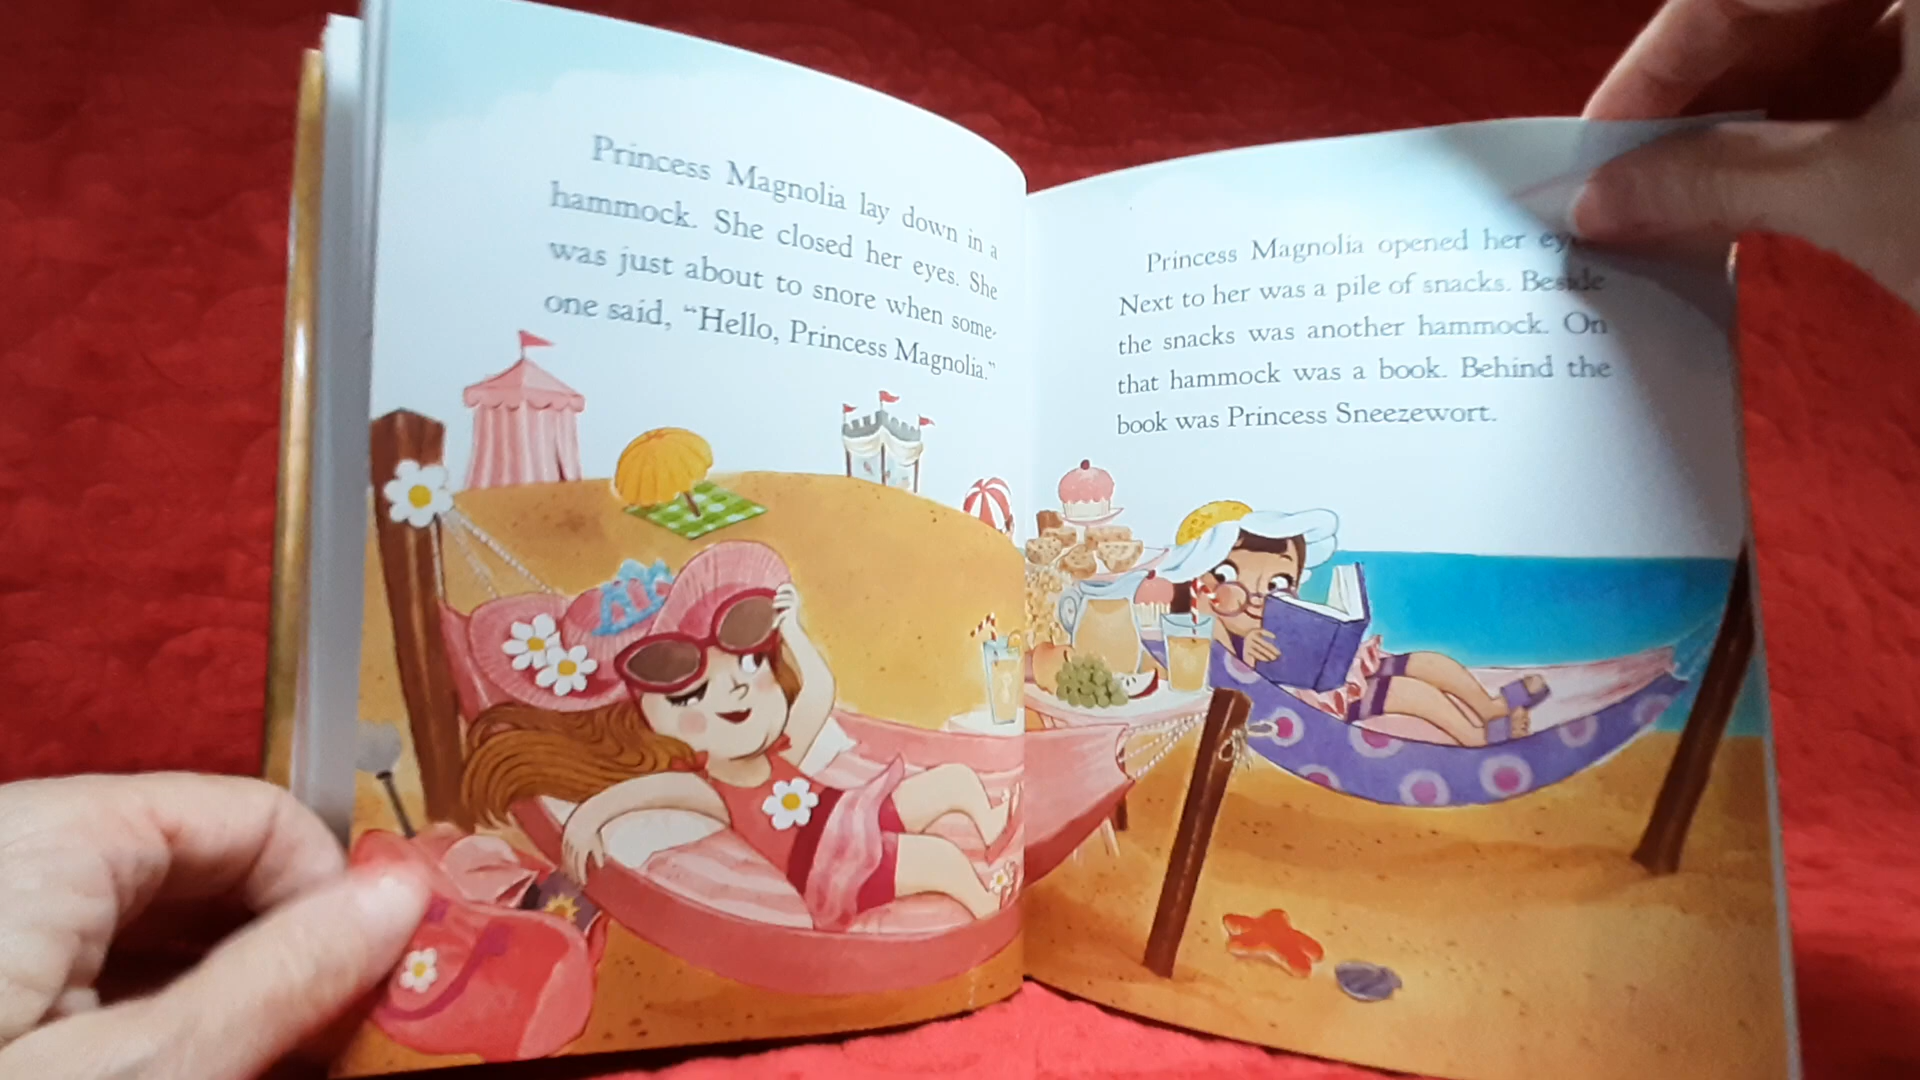 Princess Magnolia lay down in a
hammock. She closed her eyes. She
was just about to snore when some-
one said, “Hello, Princess Magnolia.”
Princess Magnolia opened her
Next to her was a pile of snacks. Beside
the snacks was another hammock. On
that hammock was a book. Behind the
book was Princess Sneezewort.